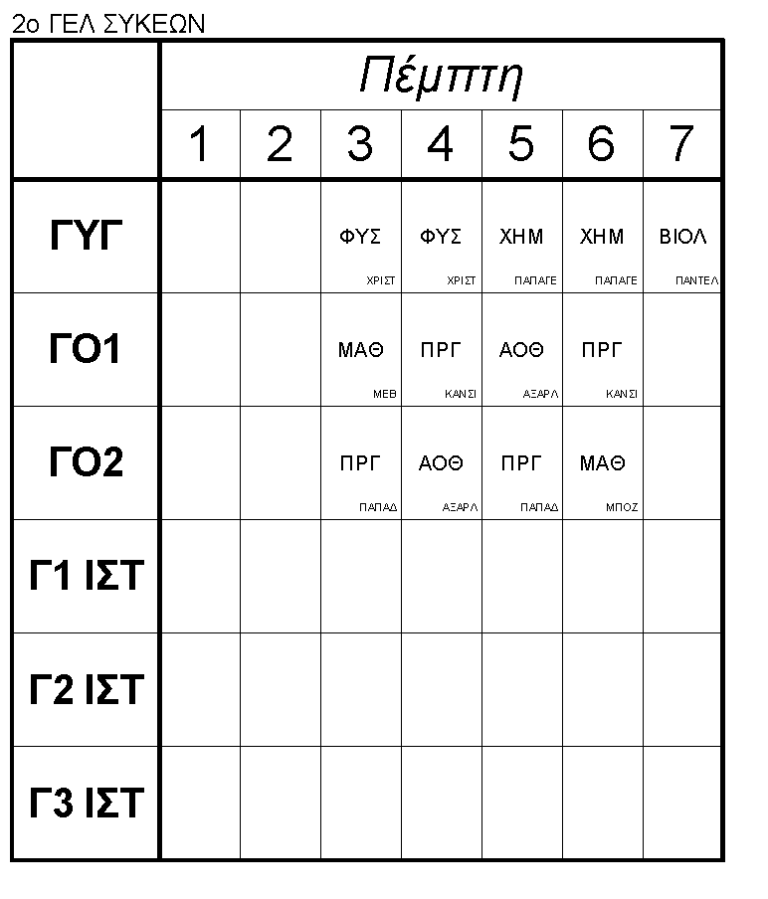 2ο ΓΕΛ ΣΥΚΕΩΝ
Πέμπτη
1 2 3 4 5 6 7
ΓΥΓ ΦΥΣ ΦΥΣ ΧΗΜ ΧΗΜ ΒΙΟΛ
ΧΡΙΣΤ ΧΡΙΣΤ ΠΑΠΑΓΕ ΠΑΠΑΓΕ ΠΑΝΤΕΛ
ΓΟ1 ΜΑΘ ΠΡΓ ΑΟΘ ΠΡΓ
ΜΕΘ ΚΑΝΣΙ ΑΞΑΡΛ ΚΑΝΣΙ
ΓΟ2 ΠΡΓ ΑΟΘ ΠΡΓ ΜΑΘ
ΠΑΠΑΔ ΑΞΑΡΛ ΠΑΠΑΔ ΜΠΟΖ
Γ1 ΙΣΤ
Γ2 ΙΣΤ
Γ3 ΙΣΤ